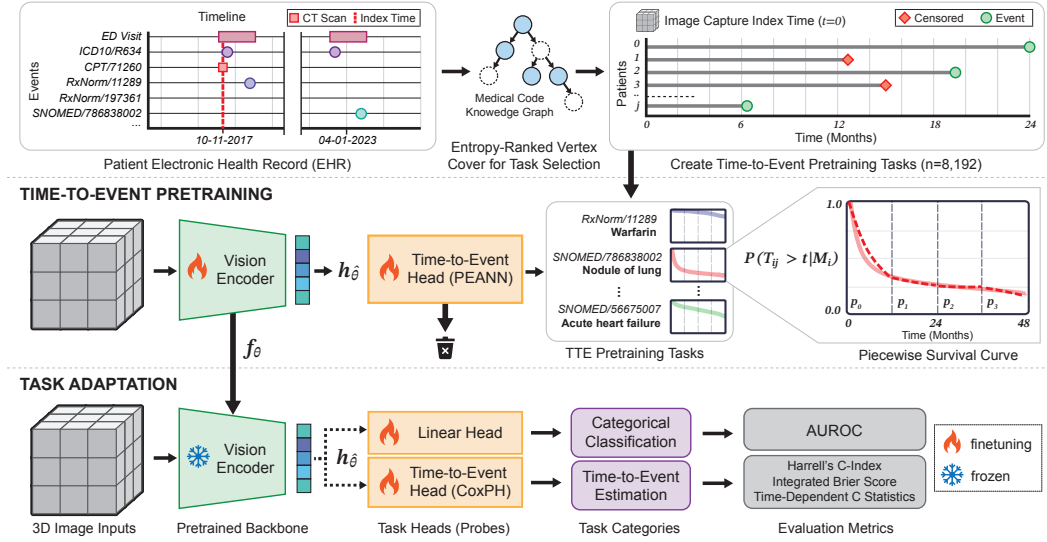 Timeline
CT Scan
Index Time
Events
ED Visit
ICD10/R634
CPT/71260
RxNorm/11289
RxNorm/197361
SNOMED/786838002
...
10-11-2017
04-01-2023
Patient Electronic Health Record (EHR)
Medical Code
Knowedge Graph
Entropy-Ranked Vertex
Cover for Task Selection
Image Capture Index Time (t=0)
Censored
Event
Patients
0
1
2
3
..
j
0
6
12
18
24
Time (Months)
Create Time-to-Event Pretraining Tasks (n=8,192)
TIME-TO-EVENT PRETRAINING
Vision
Encoder
h_θ̂
Time-to-Event
Head (PEANN)
RxNorm/11289
Warfarin
SNOMED/786838002
Nodule of lung
SNOMED/56675007
Acute heart failure
TTE Pretraining Tasks
P(T_ij > t|M_i)
1.0
0.0
p_0
p_1
p_2
p_3
0
24
48
Time (Months)
Piecewise Survival Curve
f_θ̂
TASK ADAPTATION
Vision
Encoder
h_θ̂
Linear Head
Time-to-Event
Head (CoxPH)
Categorical
Classification
Time-to-Event
Estimation
AUROC
Harrell's C-Index
Integrated Brier Score
Time-Dependent C Statistics
finetuning
frozen
3D Image Inputs
Pretrained Backbone
Task Heads (Probes)
Task Categories
Evaluation Metrics